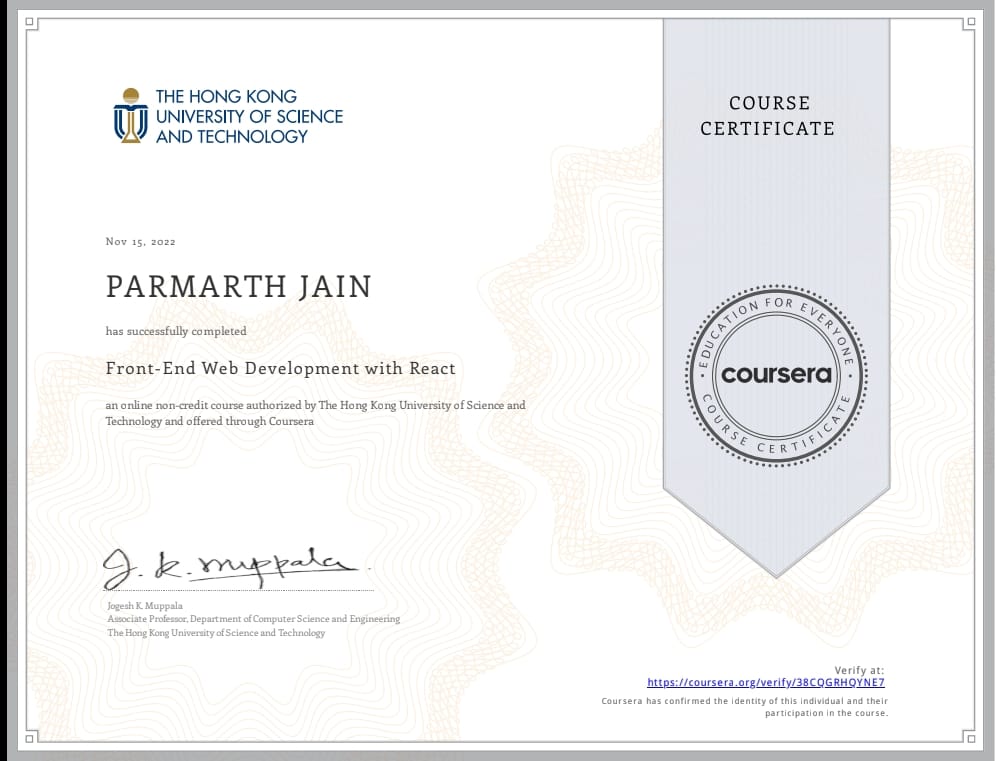 THE HONG KONG
UNIVERSITY OF SCIENCE
AND TECHNOLOGY
COURSE
CERTIFICATE
Nov 15, 2022
PARMARTH JAIN
has successfully completed
Front-End Web Development with React
an online non-credit course authorized by The Hong Kong University of Science and
Technology and offered through Coursera
EDUCATION FOR EVERYONE
coursera
COURSE CERTIFICATE
J. K. Muppala
Jogesh K. Muppala
Associate Professor, Department of Computer Science and Engineering
The Hong Kong University of Science and Technology
Verify at:
https://coursera.org/verify/38CQGRHQYNE7
Coursera has confirmed the identity of this individual and their
participation in the course.